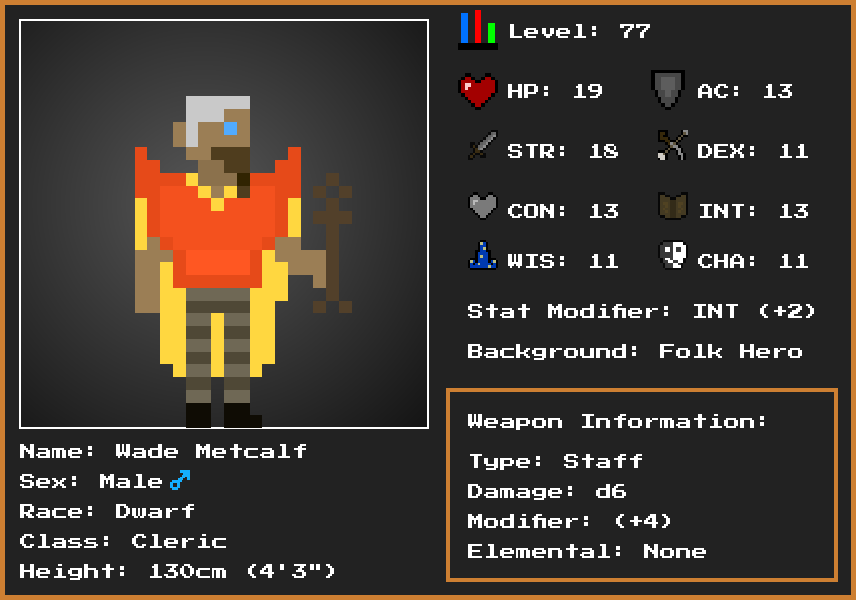 Level: 77
HP: 19
AC: 13
STR: 18
DEX: 11
CON: 13
INT: 13
WIS: 11
CHA: 11
Stat Modifier: INT (+2)
Background: Folk Hero
Weapon Information:
Type: Staff
Damage: d6
Modifier: (+4)
Elemental: None
Name: Wade Metcalf
Sex: Male♂
Race: Dwarf
Class: Cleric
Height: 130cm (4'3")